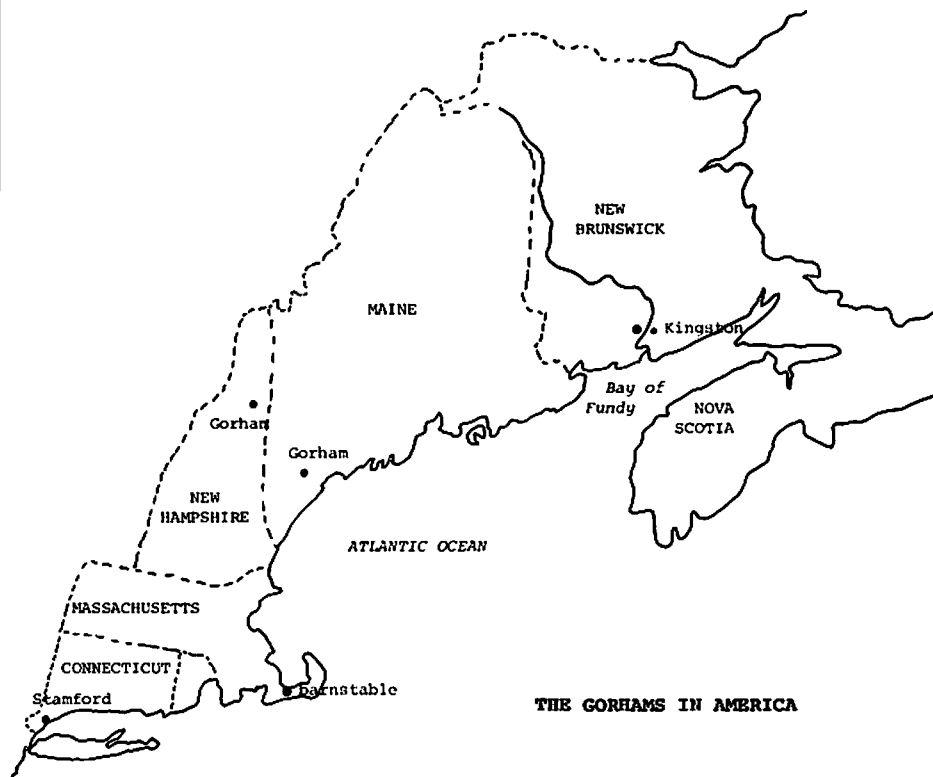 NEW
BRUNSWICK
MAINE
Kingston
Bay of
Fundy
NOVA
SCOTIA
Gorham
Gorham
NEW
HAMPSHIRE
ATLANTIC OCEAN
MASSACHUSETTS
CONNECTICUT
Stamford
Barnstable
THE GORHAMS IN AMERICA